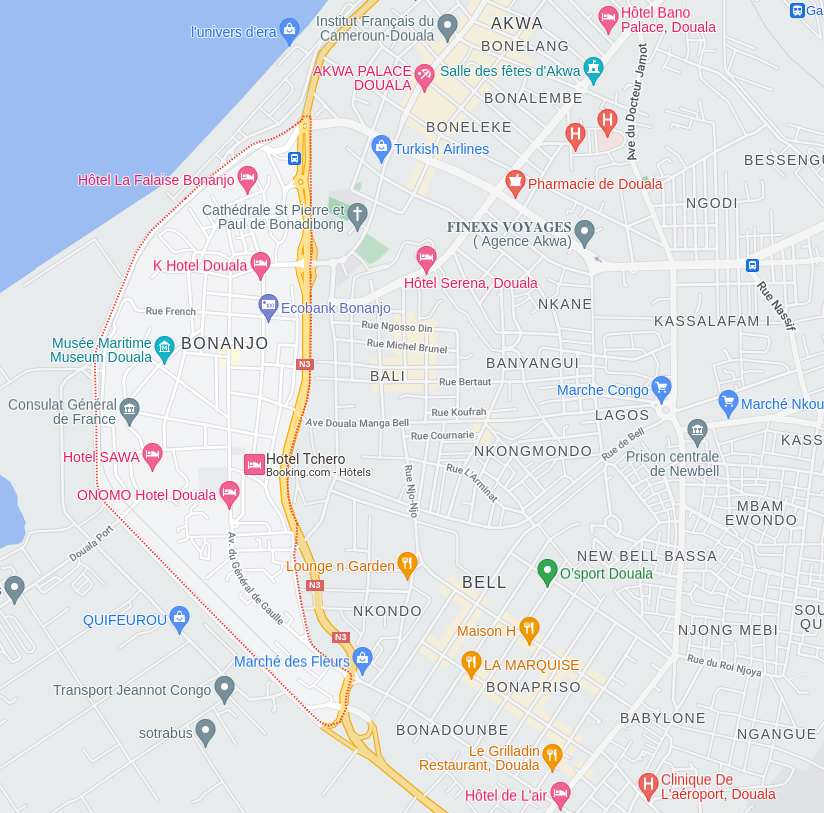 l'univers d'era
Institut Français du
Cameroun-Douala
AKWA
Hôtel Bano
Palace, Douala
Ga
BONELANG
AKWA PALACE
DOUALA
Salle des fêtes d'Akwa
Ave du Docteur Jamot
BONALEMBE
H
H
BONELEKE
Turkish Airlines
BESSENGU
Hôtel La Falaise Bonanjo
Pharmacie de Douala
NGODI
Cathédrale St Pierre et
Paul de Bonadibong
FINEXS VOYAGES
( Agence Akwa)
K Hotel Douala
Hôtel Serena, Douala
Rue Nassif
NKANE
Ecobank Bonanjo
Rue French
KASSALAFAM I
Rue Ngosso Din
Musée Maritime
Museum Douala
BONANJO
Rue Michel Brunel
N3
BANYANGUI
BALI
Rue Bertaut
Marche Congo
Marché Nkou
Consulat Général
de France
Rue Koufrah
LAGOS
Ave Douala Manga Bell
Rue Cournarie
KASS
Rue de Bell
Prison centrale
de Newbell
Hotel SAWA
Hotel Tchero
Booking.com - Hôtels
NKONGMONDO
Rue L'Arminat
Rue Njo-Njo
ONOMO Hotel Douala
MBAM
EWONDO
Douala Port
Av. du Général de Gaulle
NEW BELL BASSA
Lounge n Garden
O'sport Douala
N3
BELL
s
NKONDO
SOU
QU
QUIFEUROU
Maison H
NJONG MEBI
N3
Marché des Fleurs
LA MARQUISE
Rue du Roi Njoya
Transport Jeannot Congo
BONAPRISO
BABYLONE
sotrabus
BONADOUNBE
NGANGUE
Le Grilladin
Restaurant, Douala
H
Clinique De
L'aéroport, Douala
Hôtel de L'air